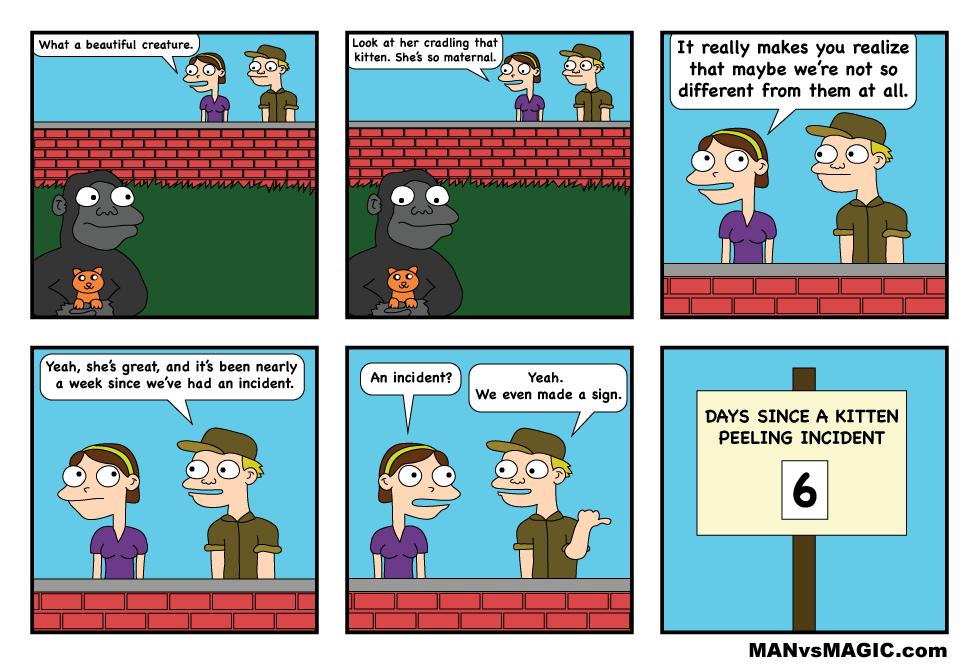 What a beautiful creature.
Look at her cradling that
kitten. She's so maternal.
It really makes you realize
that maybe we're not so
different from them at all.
Yeah, she's great, and it's been nearly
a week since we've had an incident.
An incident?
Yeah.
We even made a sign.
DAYS SINCE A KITTEN
PEELING INCIDENT
6
MANvsMAGIC.com